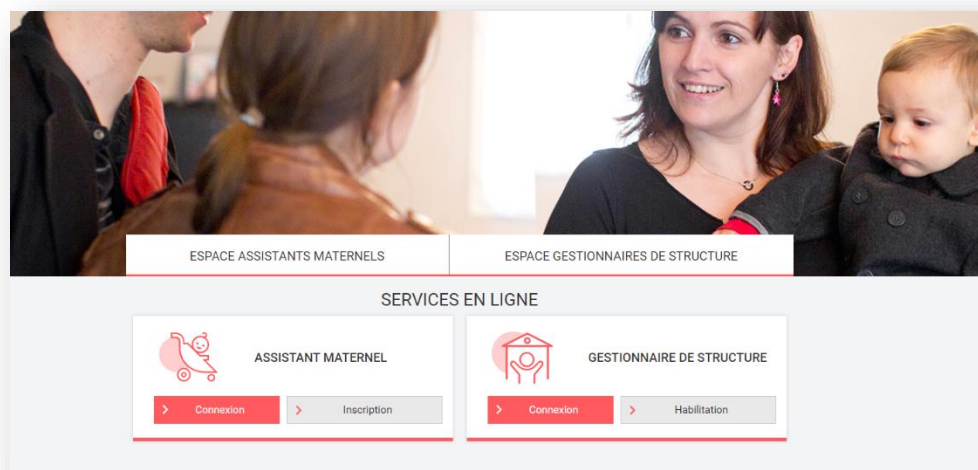 ESPACE ASSISTANTS MATERNELS
ESPACE GESTIONNAIRES DE STRUCTURE
SERVICES EN LIGNE
ASSISTANT MATERNEL
GESTIONNAIRE DE STRUCTURE
Connexion
Inscription
Connexion
Habilitation